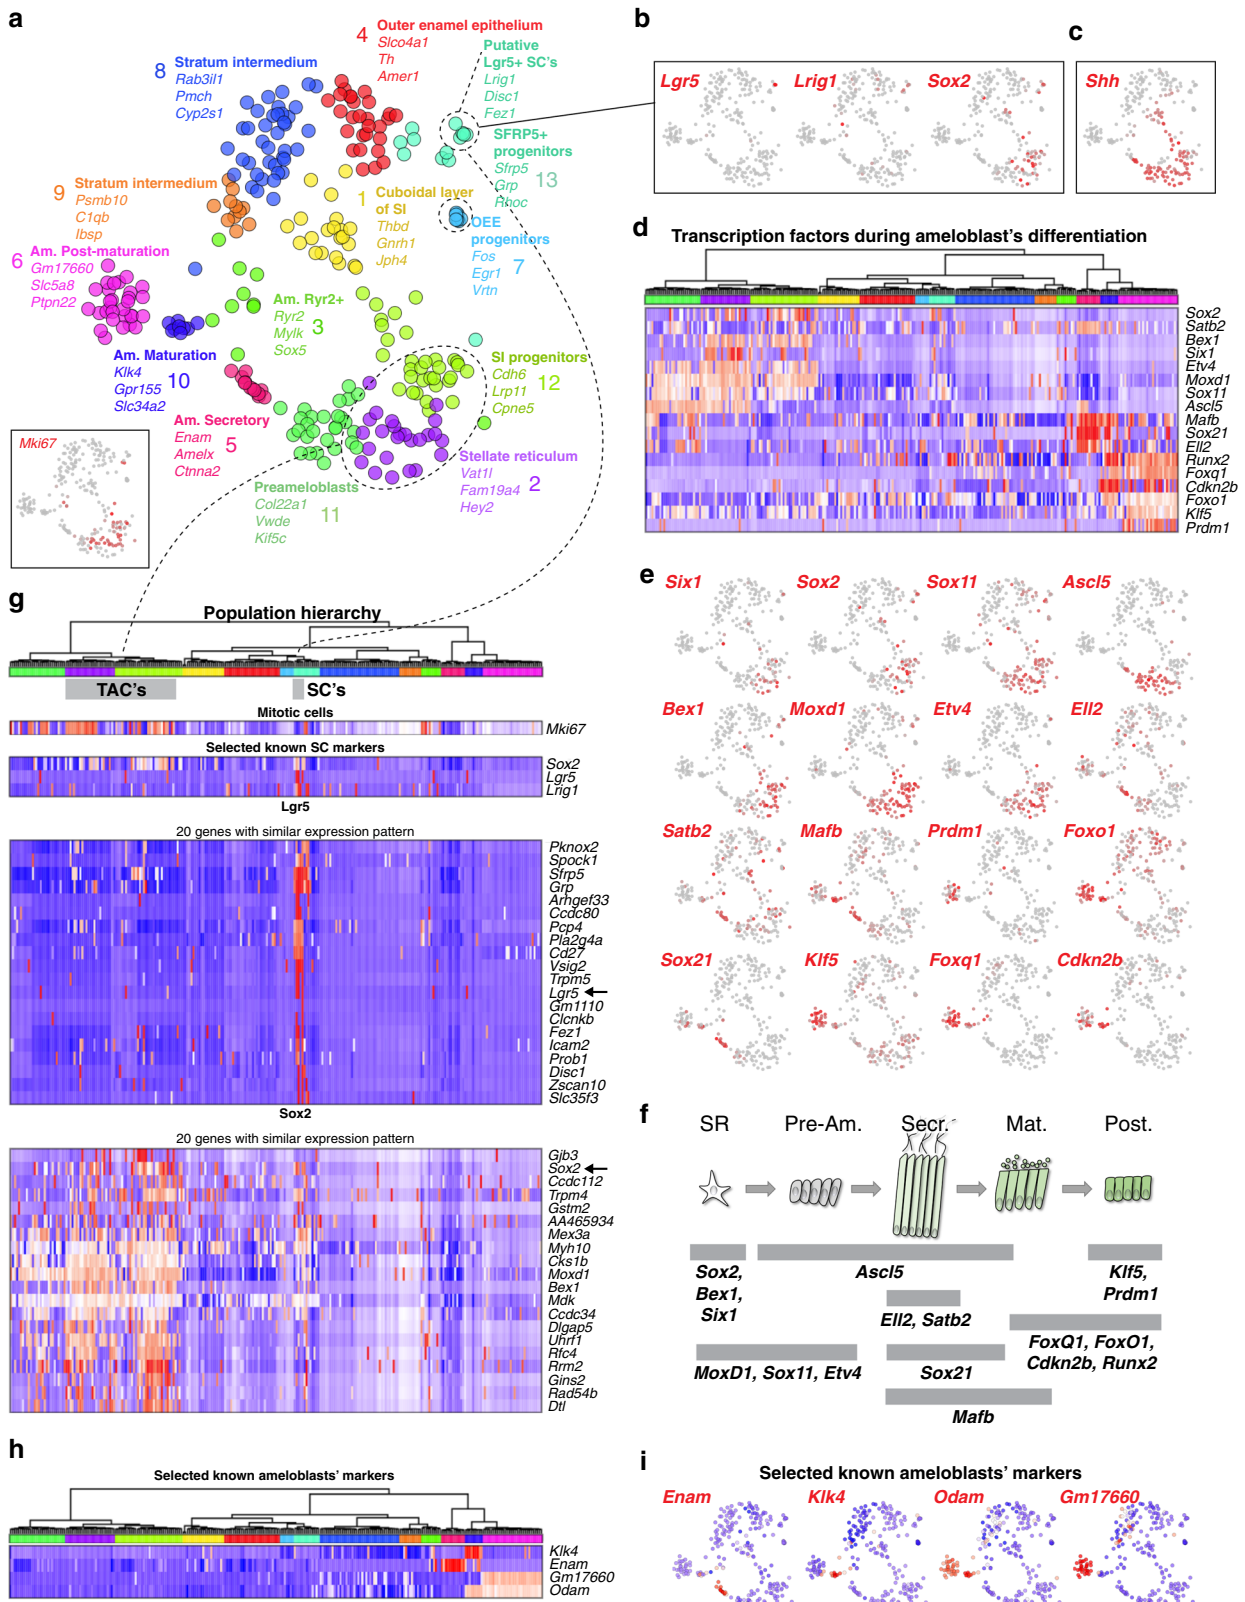 a
8
Stratum intermedium
Rab3il1
Pmch
Cyp2s1
4
Outer enamel epithelium
Slco4a1
Th
Amer1
Putative
Lgr5+ SC's
Lrig1
Disc1
Fez1
SFRP5+
progenitors
Sfrp5
Grp
Rhoc
13
9
Stratum intermedium
Psmb10
C1qb
Ibsp
1
Cuboidal layer
of SI
Thbd
Gnrh1
Jph4
OEE
progenitors
Fos
Egr1
Vrtn
7
6
Am. Post-maturation
Gm17660
Slc5a8
Ptpn22
Am. Ryr2+
Ryr2
Mylk
Sox5
3
Am. Maturation
Klk4
Gpr155
Slc34a2
10
SI progenitors
Cdh6
Lrp11
Cpne5
12
Am. Secretory
Enam
Amelx
Ctnna2
5
Stellate reticulum
Vat1l
Fam19a4
Hey2
2
Preameloblasts
Col22a1
Vwde
Kif5c
11
Mki67
b
Lgr5
Lrig1
Sox2
c
Shh
d
Transcription factors during ameloblast's differentiation
Sox2
Satb2
Bex1
Six1
Etv4
Moxd1
Sox11
Ascl5
Mafb
Sox21
Ell2
Runx2
Foxq1
Cdkn2b
Foxo1
Klf5
Prdm1
e
Six1
Sox2
Sox11
Ascl5
Bex1
Moxd1
Etv4
Ell2
Satb2
Mafb
Prdm1
Foxo1
Sox21
Klf5
Foxq1
Cdkn2b
f
SR
Pre-Am.
Secr.
Mat.
Post.
Sox2,
Bex1,
Six1
Ascl5
Klf5,
Prdm1
Ell2, Satb2
MoxD1, Sox11, Etv4
Sox21
FoxQ1, FoxO1,
Cdkn2b, Runx2
Mafb
g
Population hierarchy
TAC's
SC's
Mitotic cells
Mki67
Selected known SC markers
Sox2
Lgr5
Lrig1
Lgr5
20 genes with similar expression pattern
Pknox2
Spock1
Sfrp5
Grp
Arhgef33
Ccdc80
Pcp4
Pla2g4a
Cd27
Vsig2
Trpm5
Lgr5
Gm1110
Clcnkb
Fez1
Icam2
Prob1
Disc1
Zscan10
Slc35f3
Sox2
20 genes with similar expression pattern
Gjb3
Sox2
Ccdc112
Trpm4
Gstm2
AA465934
Mex3a
Myh10
Cks1b
Moxd1
Bex1
Mdk
Ccdc34
Dlgap5
Uhrf1
Rfc4
Rrm2
Gins2
Rad54b
Dtl
h
Selected known ameloblasts' markers
Klk4
Enam
Gm17660
Odam
i
Selected known ameloblasts' markers
Enam
Klk4
Odam
Gm17660